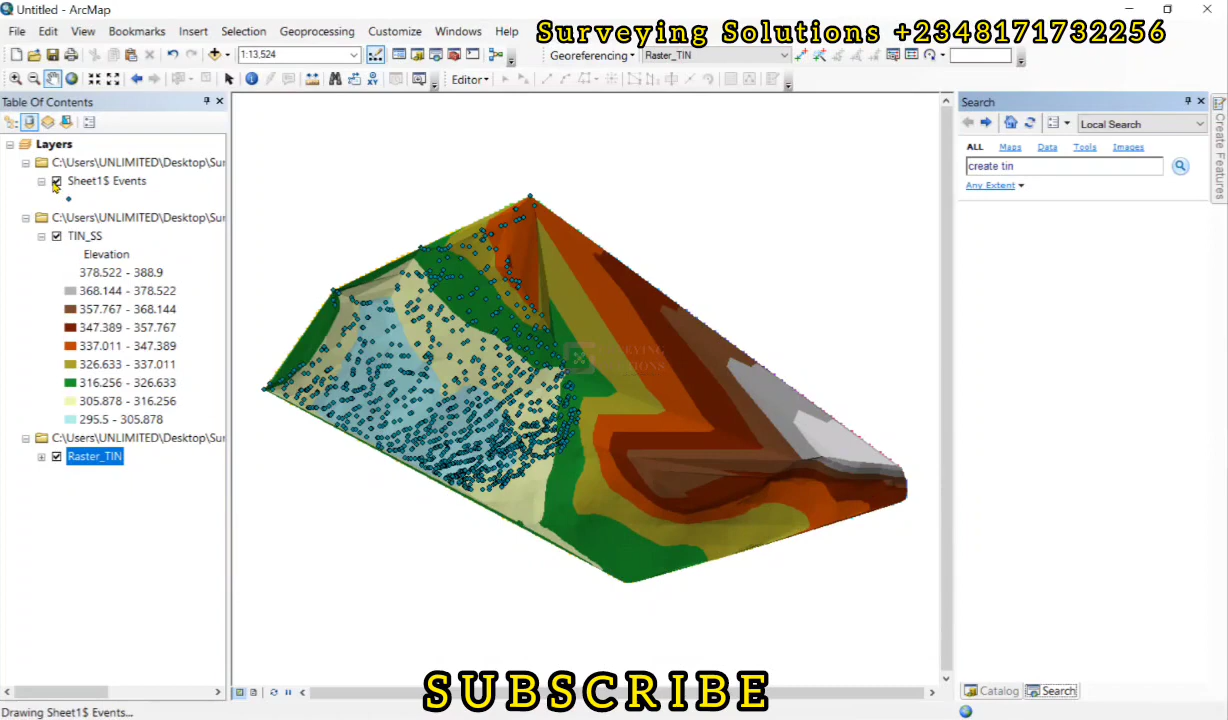 Untitled - ArcMap
Surveying Solutions +2348171732256
File Edit View Bookmarks Insert Selection Geoprocessing Customize Windows Help
1:13,524
Georeferencing
Raster_TIN
Editor
Table Of Contents
Layers
C:\Users\UNLIMITED\Desktop\Sur
Sheet1$ Events
C:\Users\UNLIMITED\Desktop\Sur
TIN_SS
Elevation
378.522 - 388.9
368.144 - 378.522
357.767 - 368.144
347.389 - 357.767
337.011 - 347.389
326.633 - 337.011
316.256 - 326.633
305.878 - 316.256
295.5 - 305.878
C:\Users\UNLIMITED\Desktop\Sur
Raster_TIN
Search
Local Search
ALL Maps Data Tools Images
create tin
Any Extent
Create Features
Catalog Search
SUBSCRIBE
Drawing Sheet1$ Events...